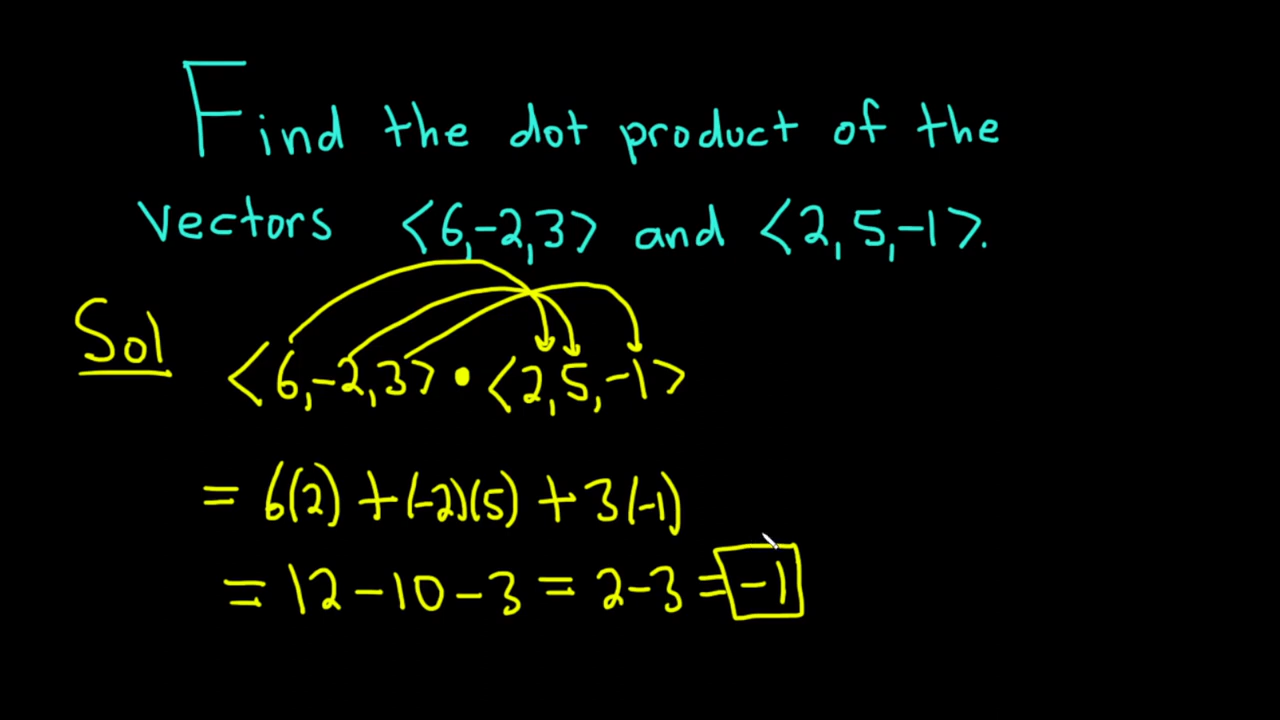 Find the dot product of the
vectors <6,-2,3> and <2,5,-1>.
Sol
<6,-2,3> • <2,5,-1>
= 6(2) + (-2)(5) + 3(-1)
= 12 - 10 - 3 = 2 - 3 = -1